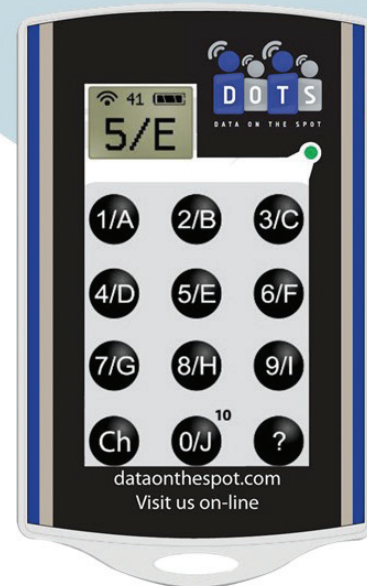 41
5/E
DOTS
DATA ON THE SPOT
1/A 2/B 3/C
4/D 5/E 6/F
7/G 8/H 9/I
10
Ch 0/J ?
dataonthespot.com
Visit us on-line